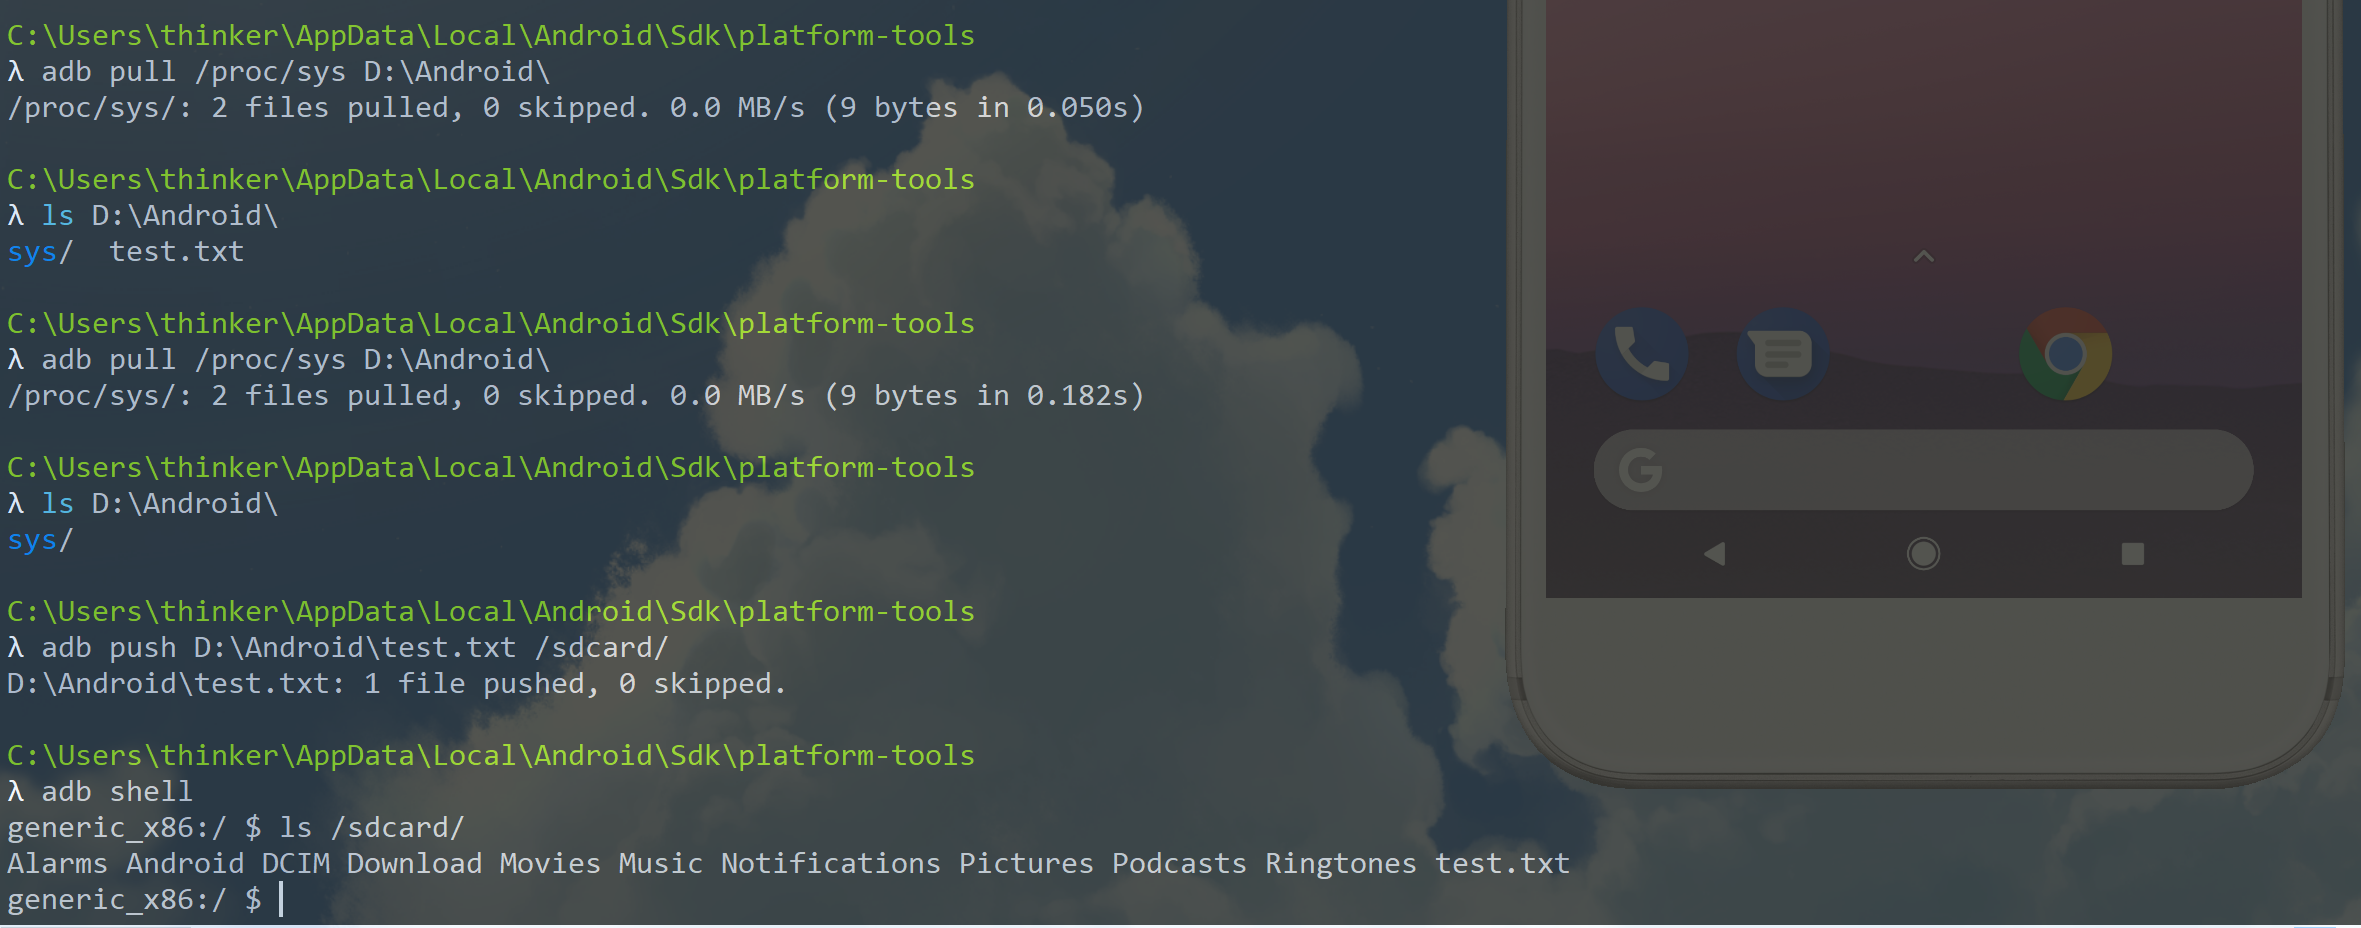 C:\Users\thinker\AppData\Local\Android\Sdk\platform-tools
λ adb pull /proc/sys D:\Android\
/proc/sys/: 2 files pulled, 0 skipped. 0.0 MB/s (9 bytes in 0.050s)
C:\Users\thinker\AppData\Local\Android\Sdk\platform-tools
λ ls D:\Android\
sys/  test.txt
C:\Users\thinker\AppData\Local\Android\Sdk\platform-tools
λ adb pull /proc/sys D:\Android\
/proc/sys/: 2 files pulled, 0 skipped. 0.0 MB/s (9 bytes in 0.182s)
C:\Users\thinker\AppData\Local\Android\Sdk\platform-tools
λ ls D:\Android\
sys/
C:\Users\thinker\AppData\Local\Android\Sdk\platform-tools
λ adb push D:\Android\test.txt /sdcard/
D:\Android\test.txt: 1 file pushed, 0 skipped.
C:\Users\thinker\AppData\Local\Android\Sdk\platform-tools
λ adb shell
generic_x86:/ $ ls /sdcard/
Alarms Android DCIM Download Movies Music Notifications Pictures Podcasts Ringtones test.txt
generic_x86:/ $
G